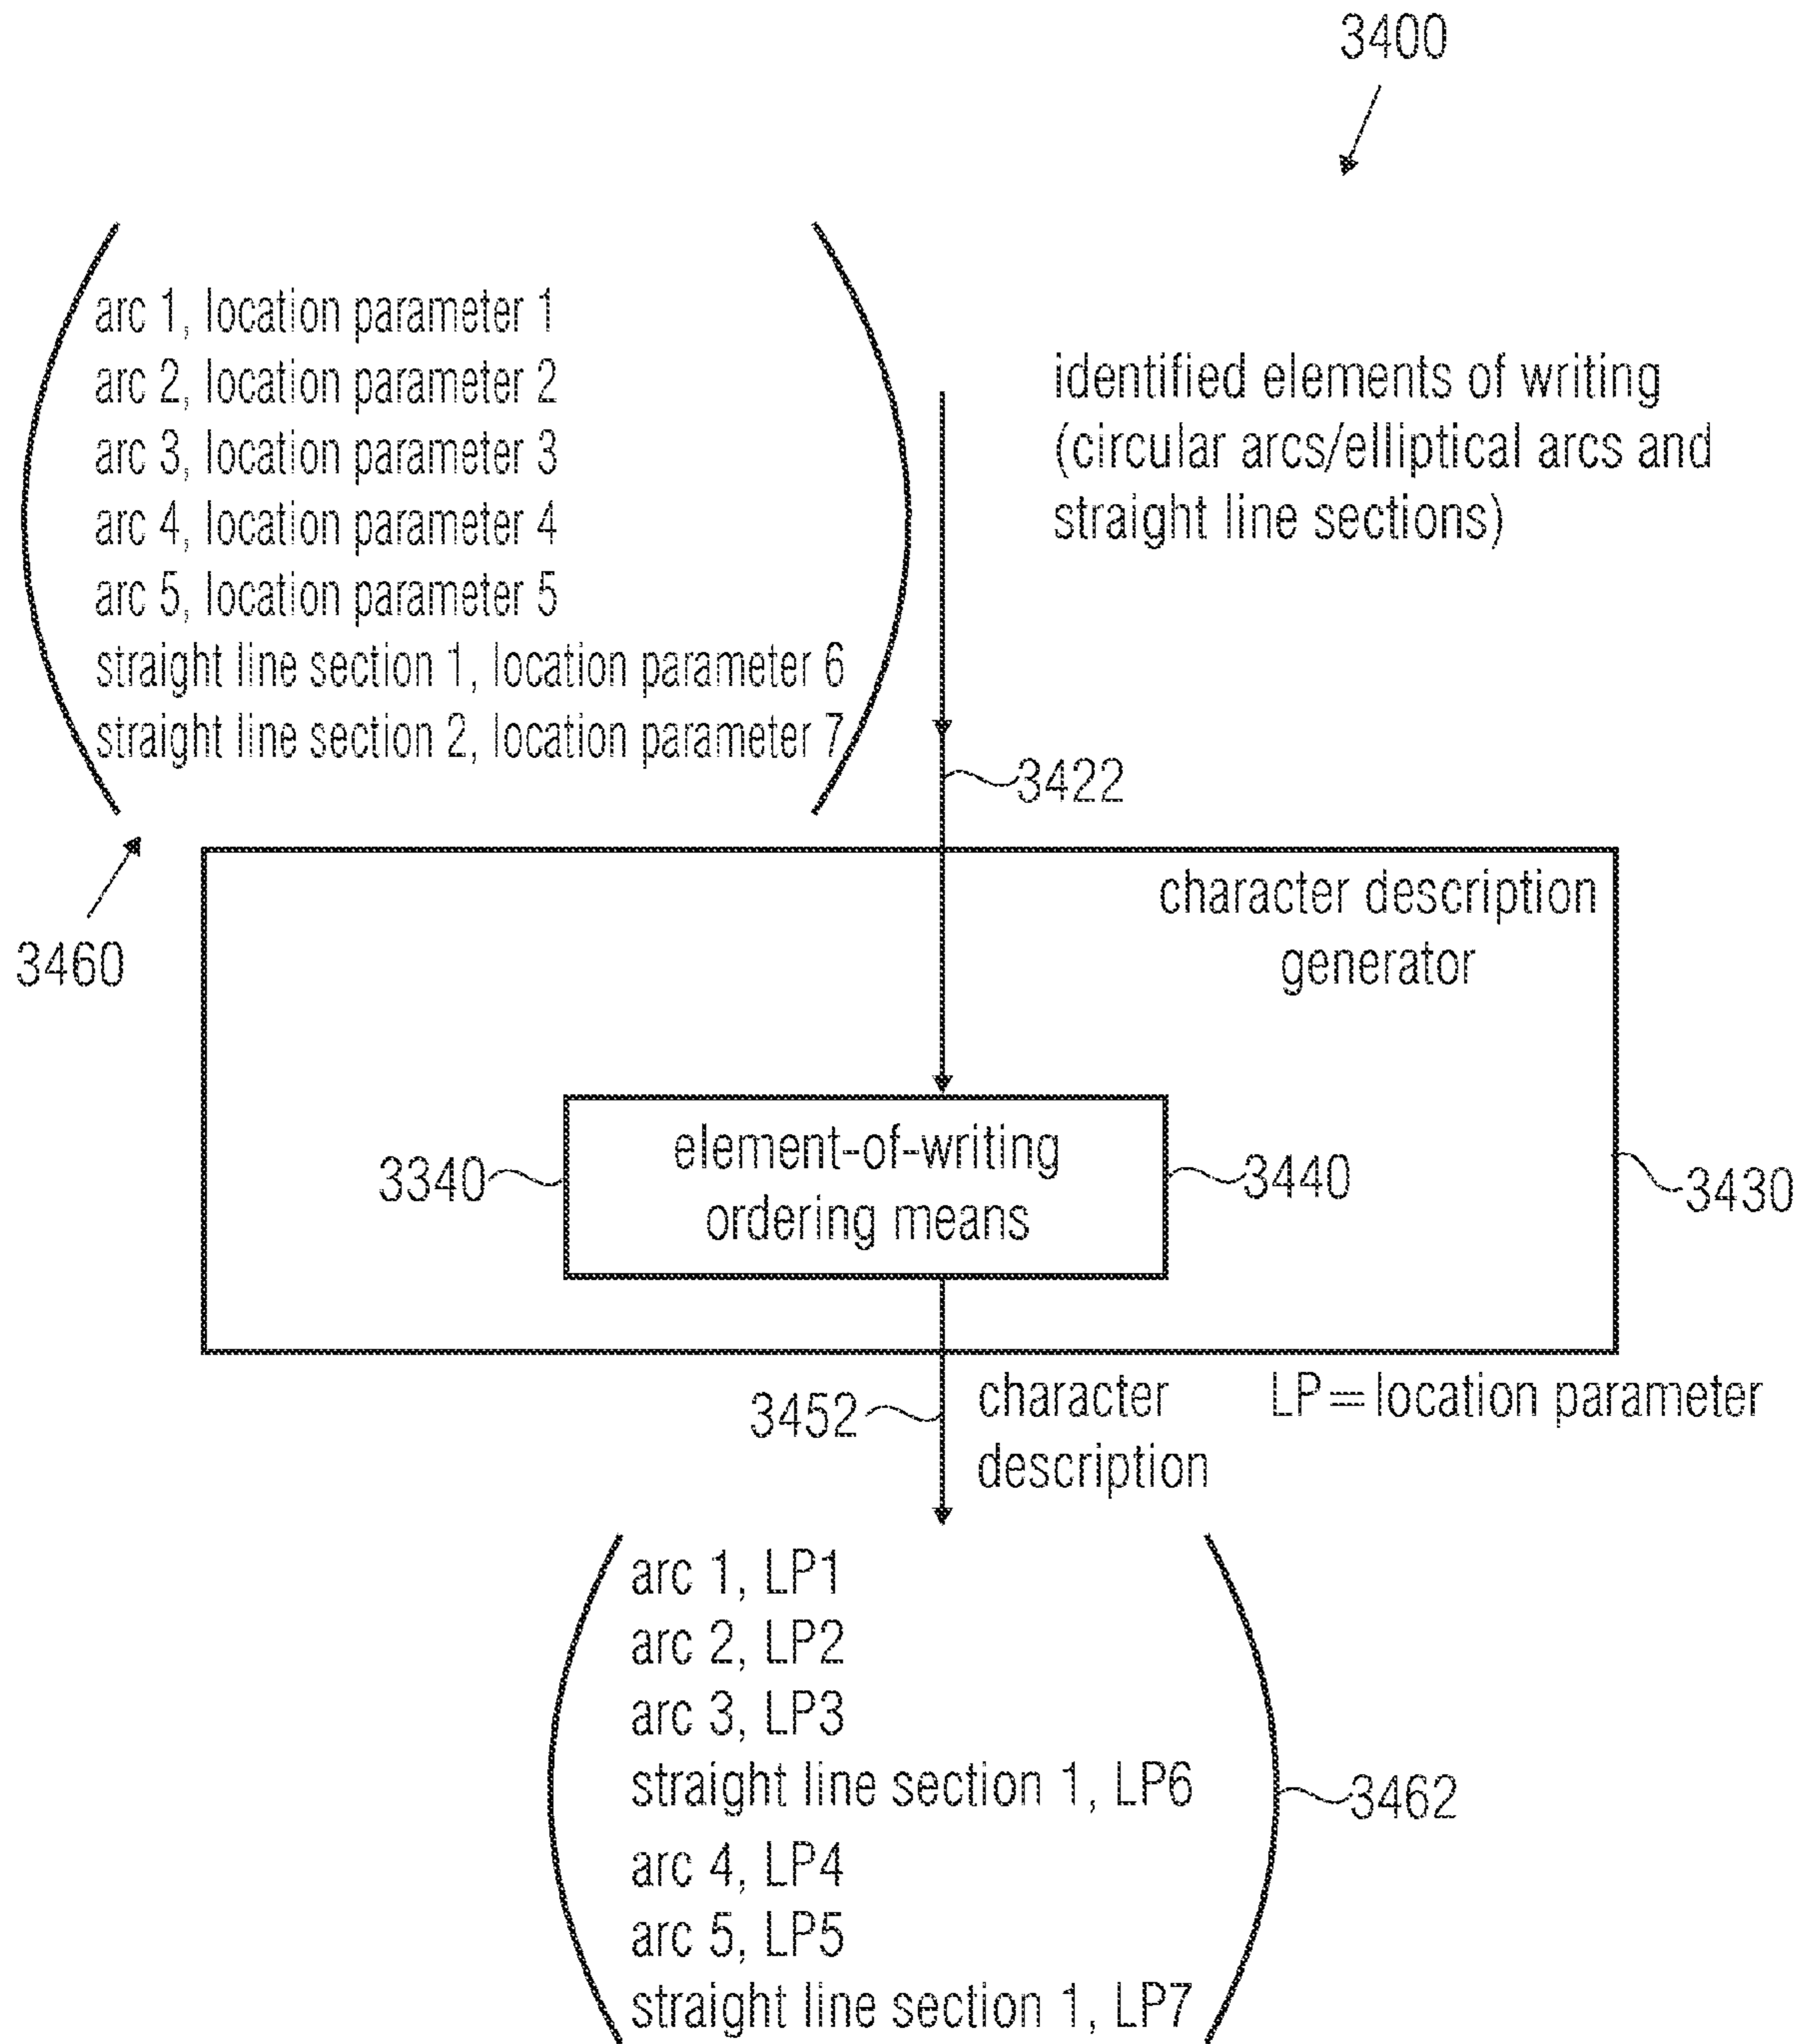 3400
arc 1, location parameter 1
arc 2, location parameter 2
arc 3, location parameter 3
arc 4, location parameter 4
arc 5, location parameter 5
straight line section 1, location parameter 6
straight line section 2, location parameter 7
identified elements of writing
(circular arcs/elliptical arcs and
straight line sections)
3422
3460
character description
generator
3340
element-of-writing
ordering means
3440
3430
3452
character
description
LP=location parameter
arc 1, LP1
arc 2, LP2
arc 3, LP3
straight line section 1, LP6
arc 4, LP4
arc 5, LP5
straight line section 1, LP7
3462